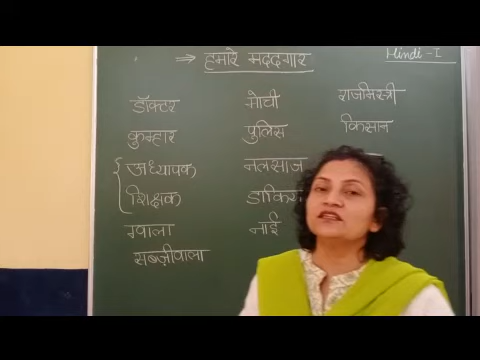 ⇒ हमारे मददगार
Hindi - I
डॉक्टर मोची राजमिस्त्री
कुम्हार पुलिस किसान
अध्यापक नलसाज
शिक्षक
ग्वाला नाई
सब्ज़ीवाला